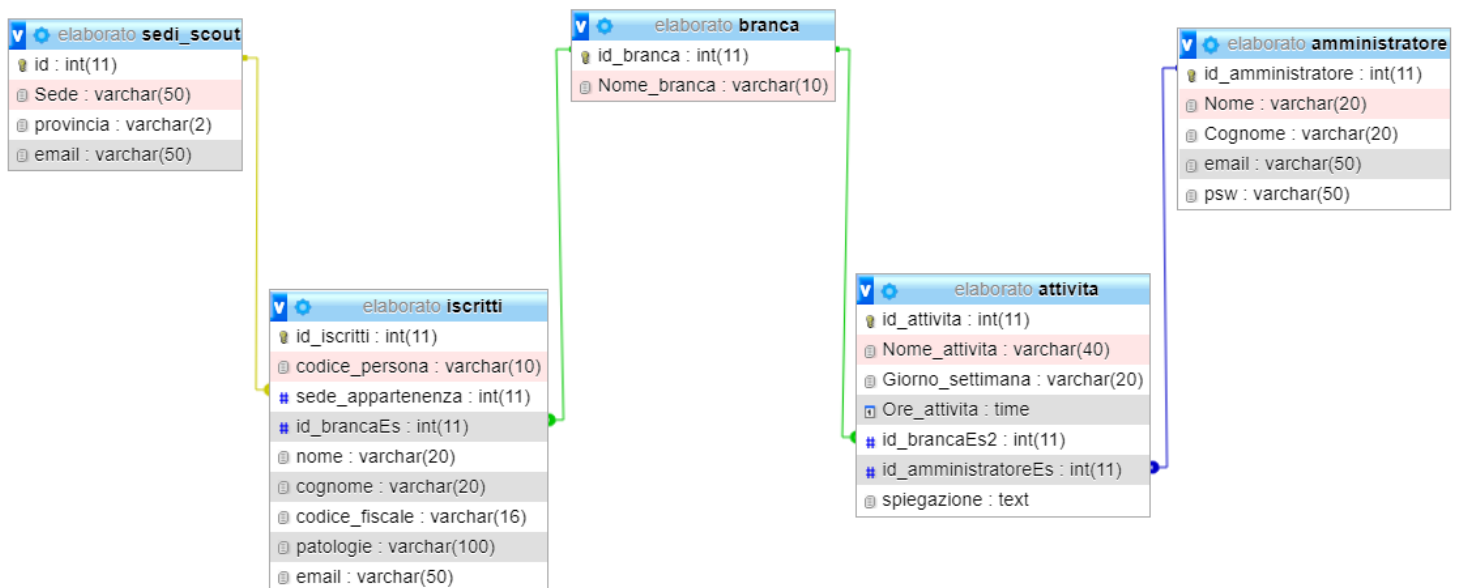 elaborato sedi_scout
id : int(11)
Sede : varchar(50)
provincia : varchar(2)
email : varchar(50)
elaborato branca
id_branca : int(11)
Nome_branca : varchar(10)
elaborato amministratore
id_amministratore : int(11)
Nome : varchar(20)
Cognome : varchar(20)
email : varchar(50)
psw : varchar(50)
elaborato iscritti
id_iscritti : int(11)
codice_persona : varchar(10)
# sede_appartenenza : int(11)
# id_brancaEs : int(11)
nome : varchar(20)
cognome : varchar(20)
codice_fiscale : varchar(16)
patologie : varchar(100)
email : varchar(50)
elaborato attivita
id_attivita : int(11)
Nome_attivita : varchar(40)
Giorno_settimana : varchar(20)
Ore_attivita : time
# id_brancaEs2 : int(11)
# id_amministratoreEs : int(11)
spiegazione : text